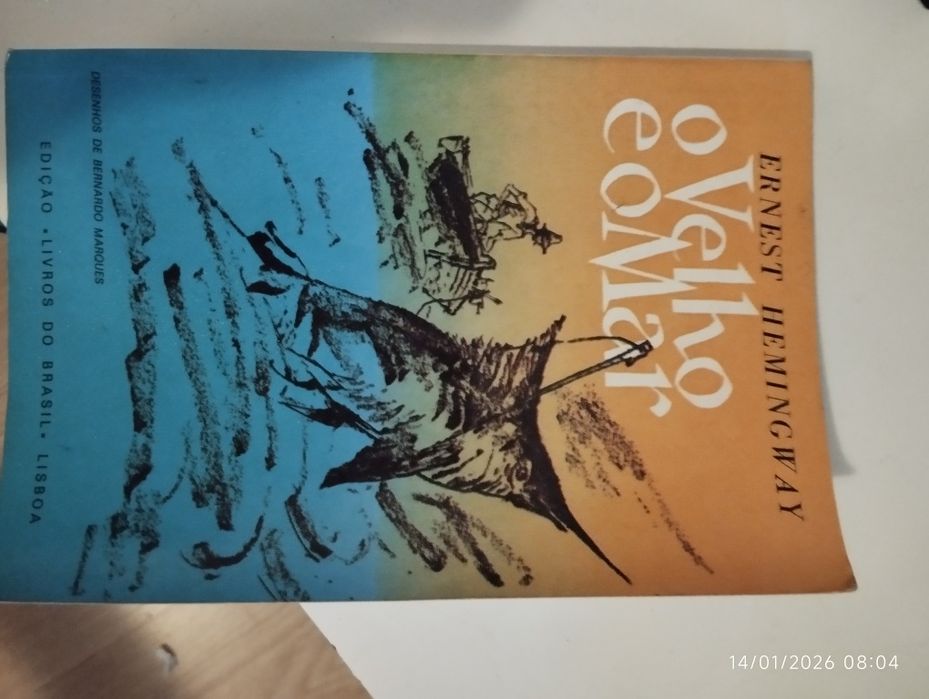 ERNEST HEMINGWAY
o Velho
e o Mar
DESENHOS DE BERNARDO MARQUES
EDIÇÃO «LIVROS DO BRASIL» LISBOA
14/01/2026 08:04